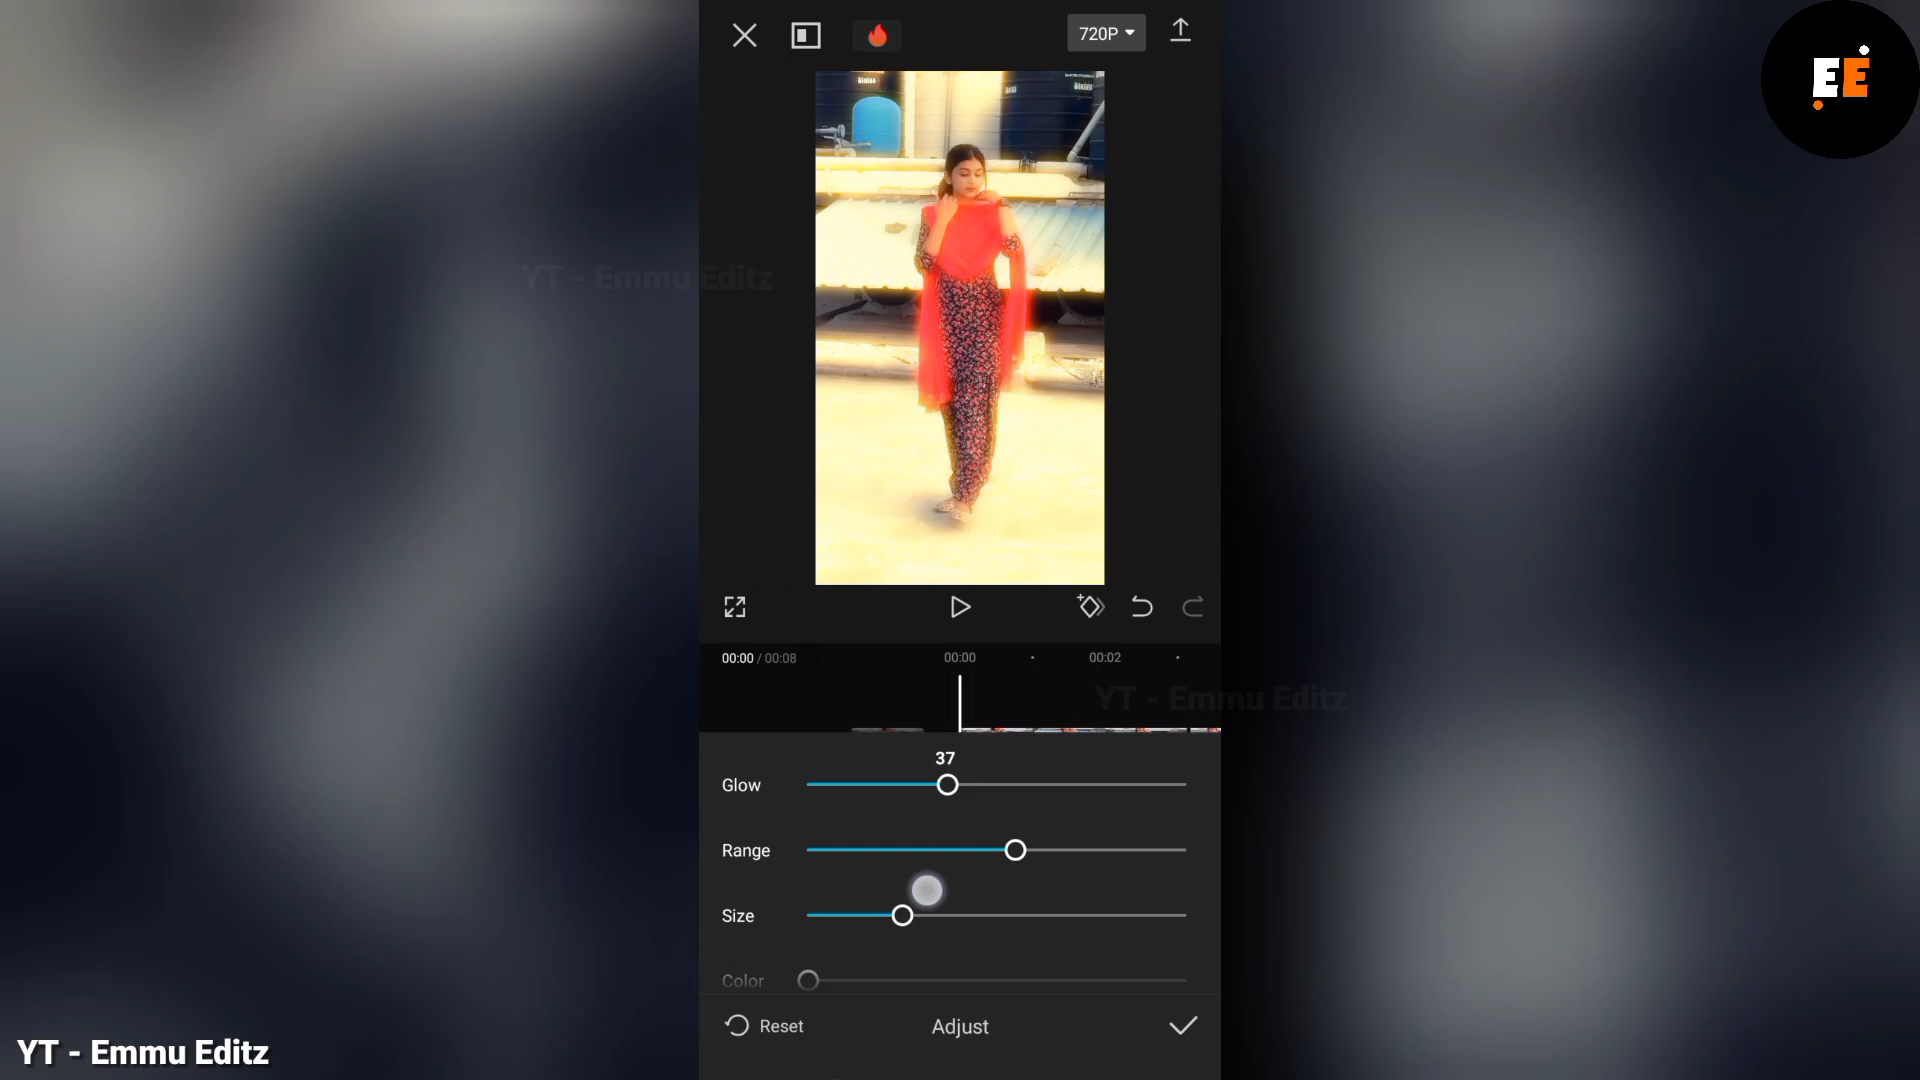 720P
EE
YT - Emmu Editz
00:00 / 00:08
00:00
00:02
YT - Emmu Editz
37
Glow
Range
Size
Color
Reset
Adjust
YT - Emmu Editz